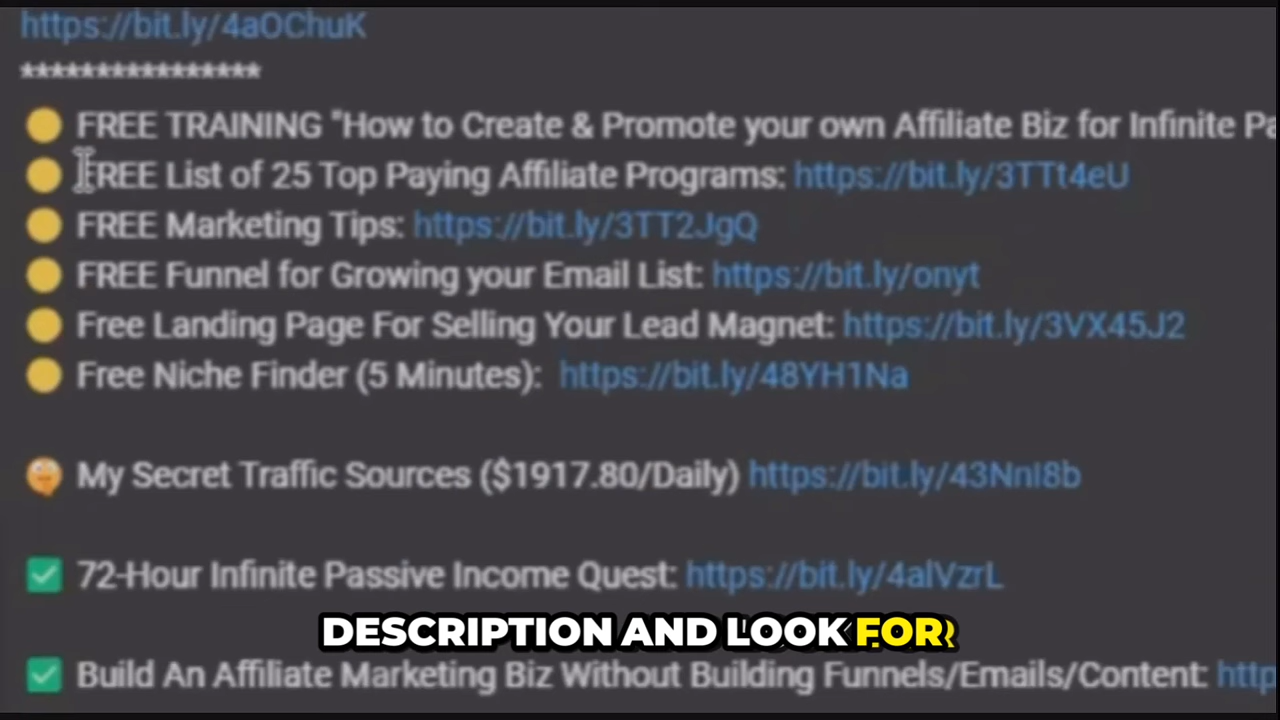 https://bit.ly/4aOChuK
****************
FREE TRAINING "How to Create & Promote your own Affiliate Biz for Infinite Pa
FREE List of 25 Top Paying Affiliate Programs: https://bit.ly/3TTt4eU
FREE Marketing Tips: https://bit.ly/3TT2JgQ
FREE Funnel for Growing your Email List: https://bit.ly/onyt
Free Landing Page For Selling Your Lead Magnet: https://bit.ly/3VX45J2
Free Niche Finder (5 Minutes): https://bit.ly/48YH1Na
My Secret Traffic Sources ($1917.80/Daily) https://bit.ly/43NnI8b
72-Hour Infinite Passive Income Quest: https://bit.ly/4alVzrL
DESCRIPTION AND LOOK FOR
Build An Affiliate Marketing Biz Without Building Funnels/Emails/Content: http